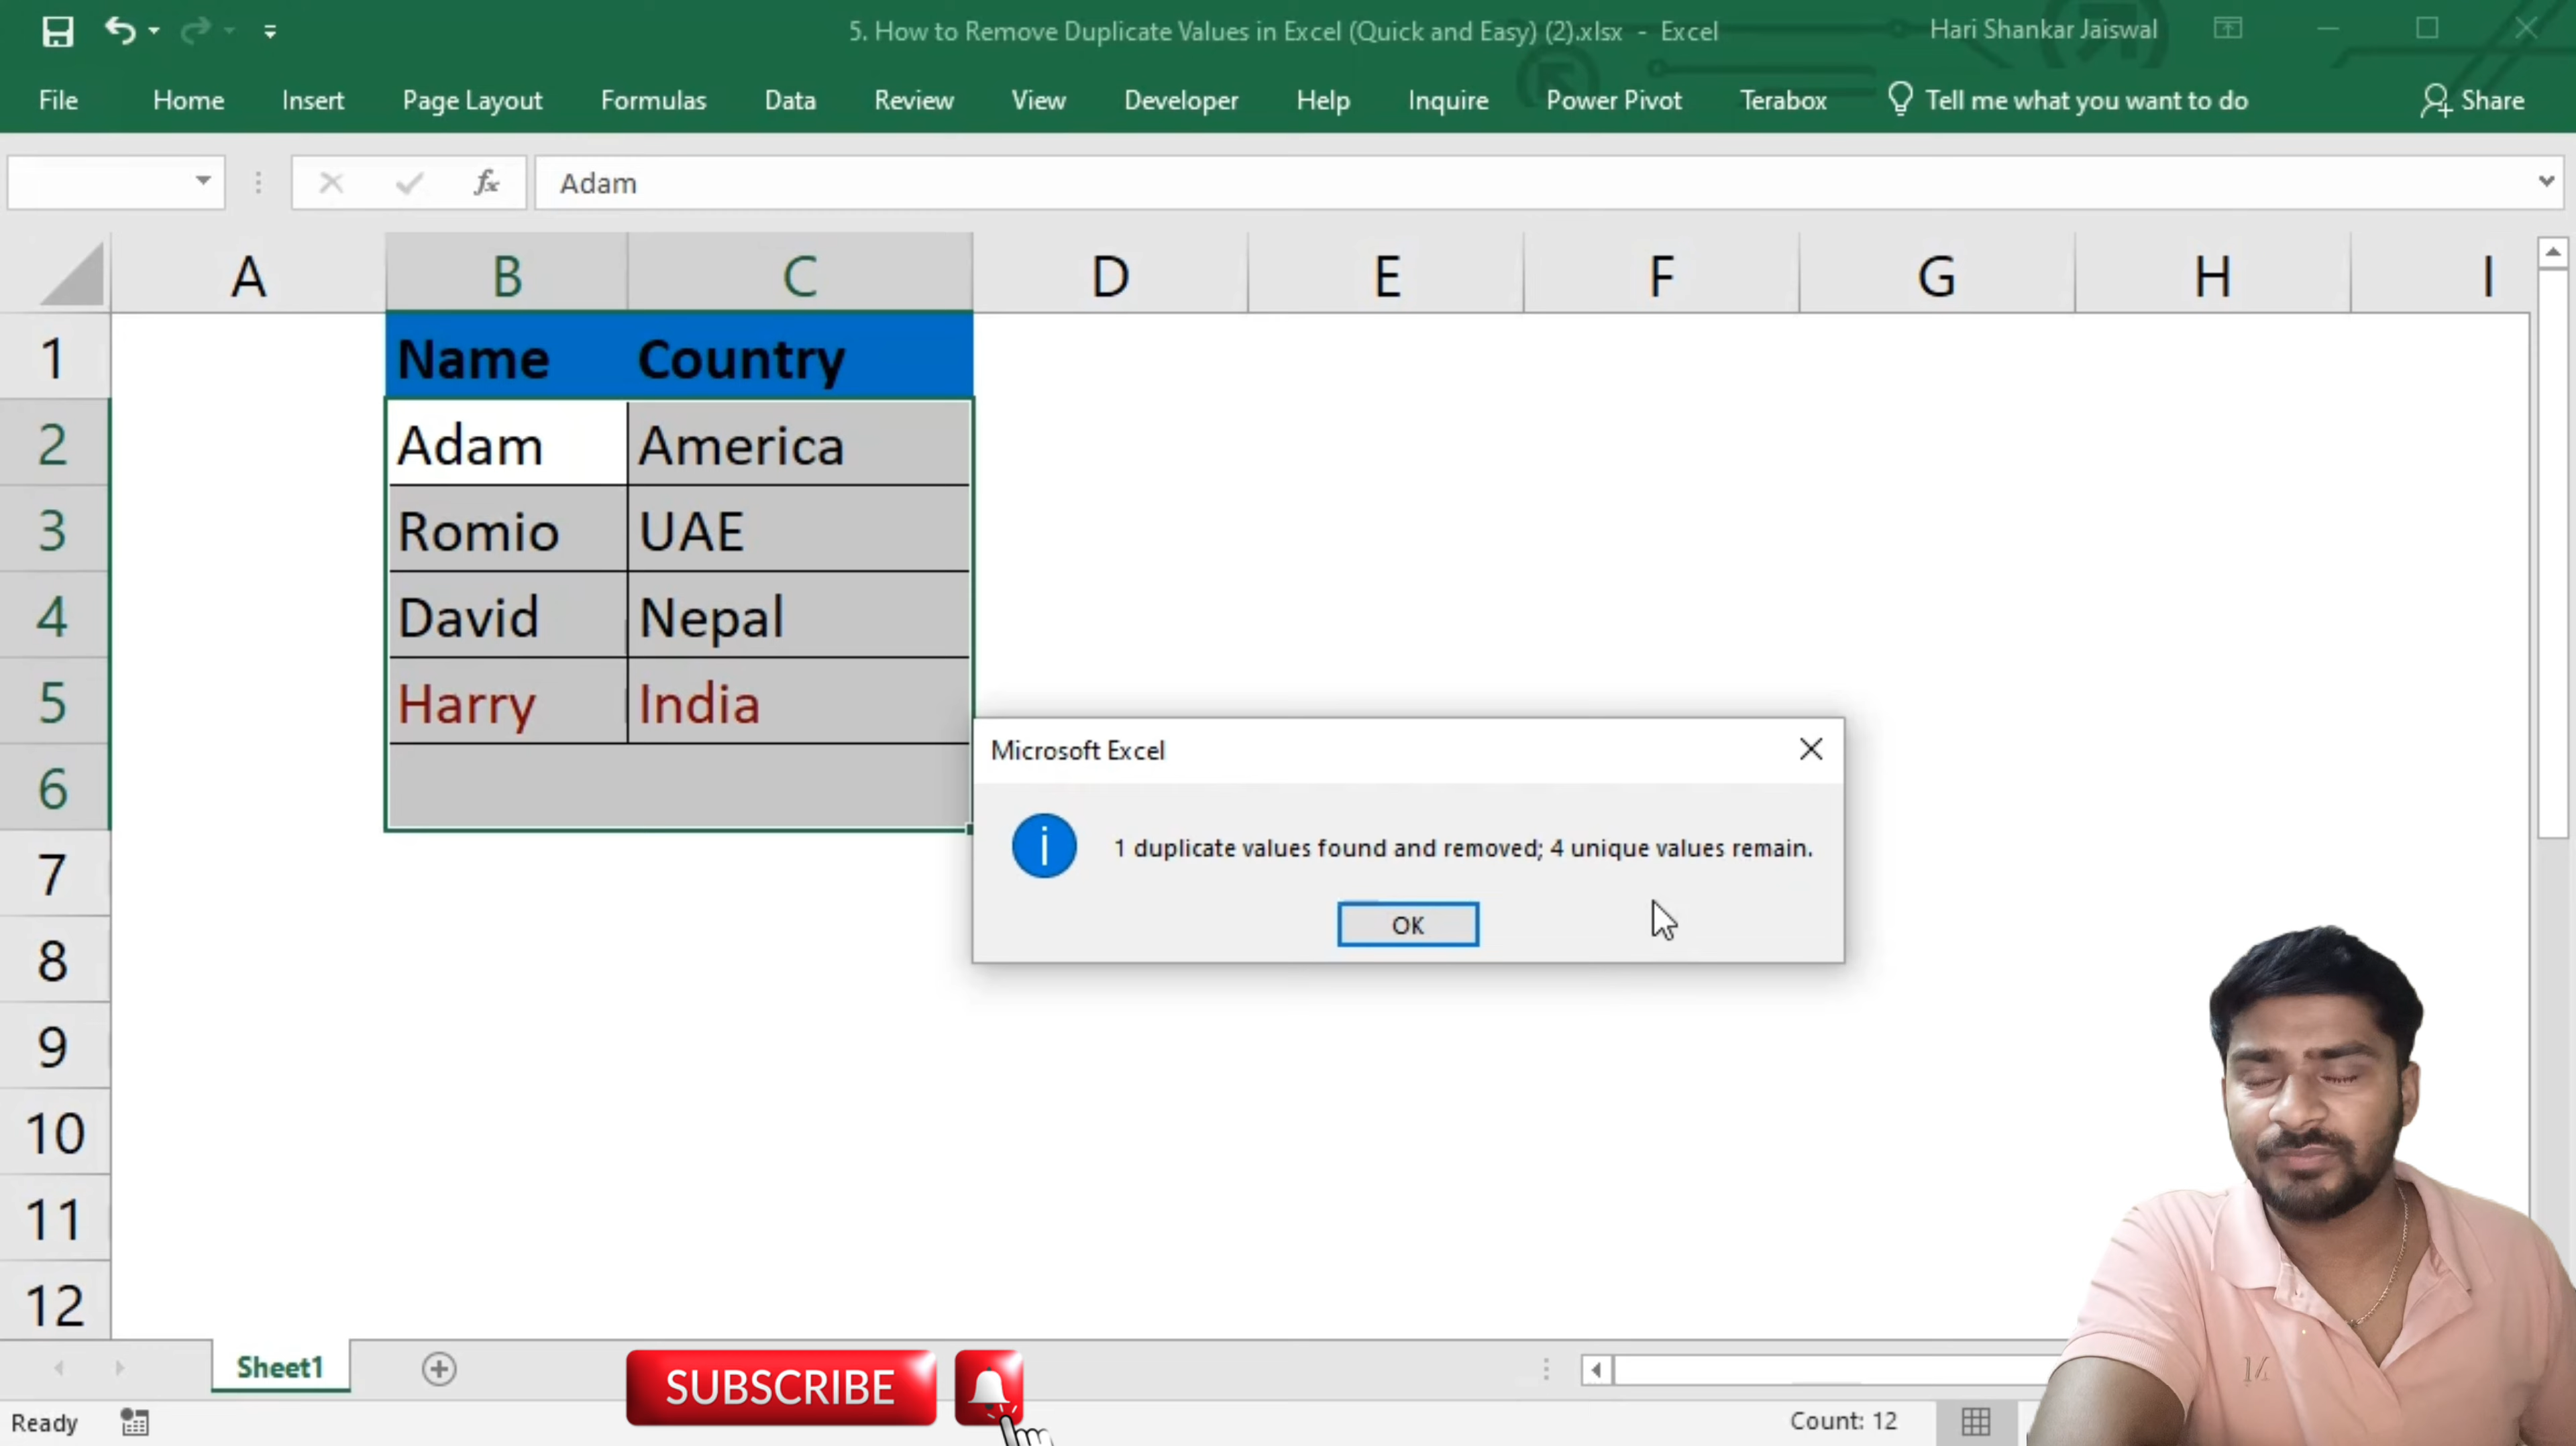 5. How to Remove Duplicate Values in Excel (Quick and Easy) (2).xlsx - Excel
Hari Shankar Jaiswal
File Home Insert Page Layout Formulas Data Review View Developer Help Inquire Power Pivot Terabox Tell me what you want to do Share
fx Adam
A B C D E F G H I
1 Name Country
2 Adam America
3 Romio UAE
4 David Nepal
5 Harry India
6
Microsoft Excel
1 duplicate values found and removed; 4 unique values remain.
OK
7
8
9
10
11
12
Sheet1
SUBSCRIBE
Ready
Count: 12